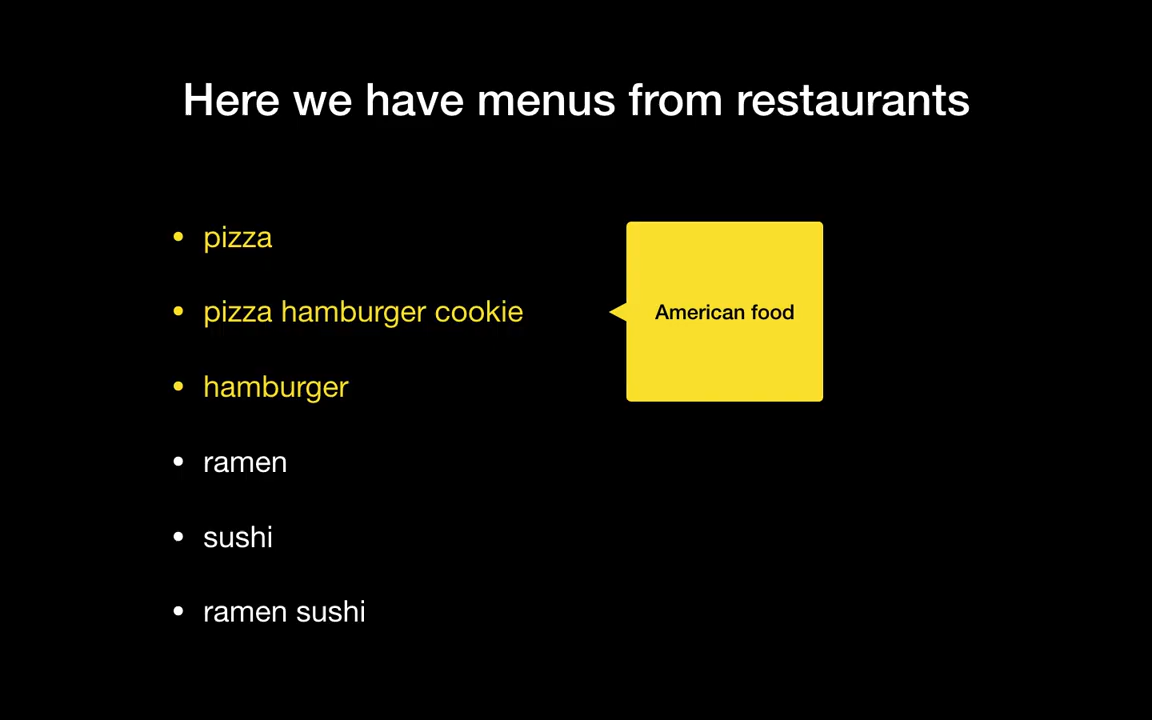 Here we have menus from restaurants
• pizza
• pizza hamburger cookie
• hamburger
• ramen
• sushi
• ramen sushi
American food